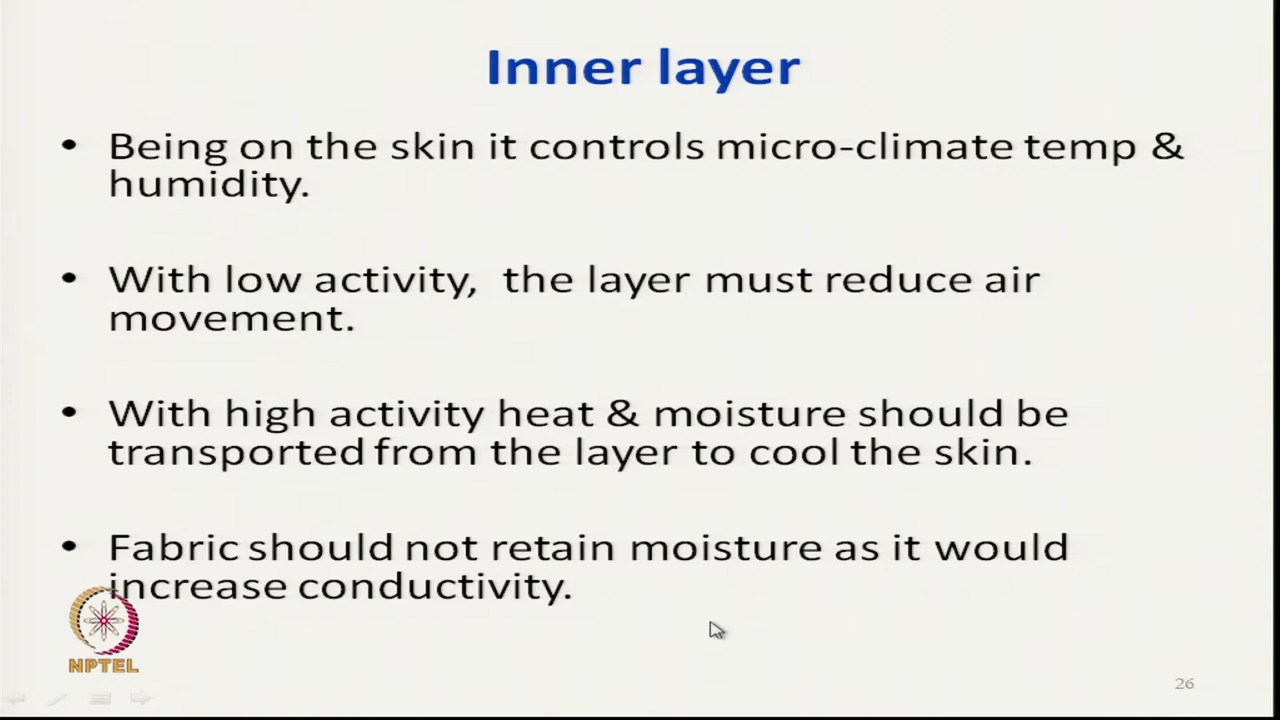 Inner layer
• Being on the skin it controls micro-climate temp &
humidity.
• With low activity, the layer must reduce air
movement.
• With high activity heat & moisture should be
transported from the layer to cool the skin.
• Fabric should not retain moisture as it would
increase conductivity.
NPTEL
26